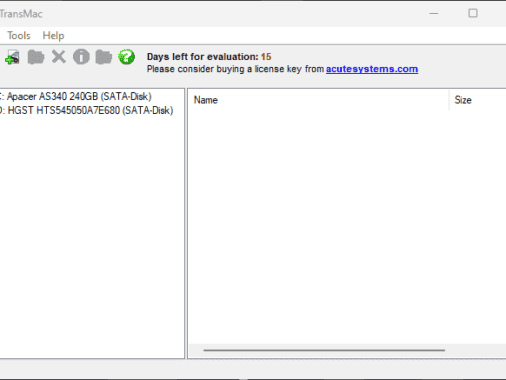 TransMac
Tools Help
Days left for evaluation: 15
Please consider buying a license key from acutesystems.com
: Apacer AS340 240GB (SATA-Disk)
: HGST HTS545050A7E680 (SATA-Disk)
Name Size